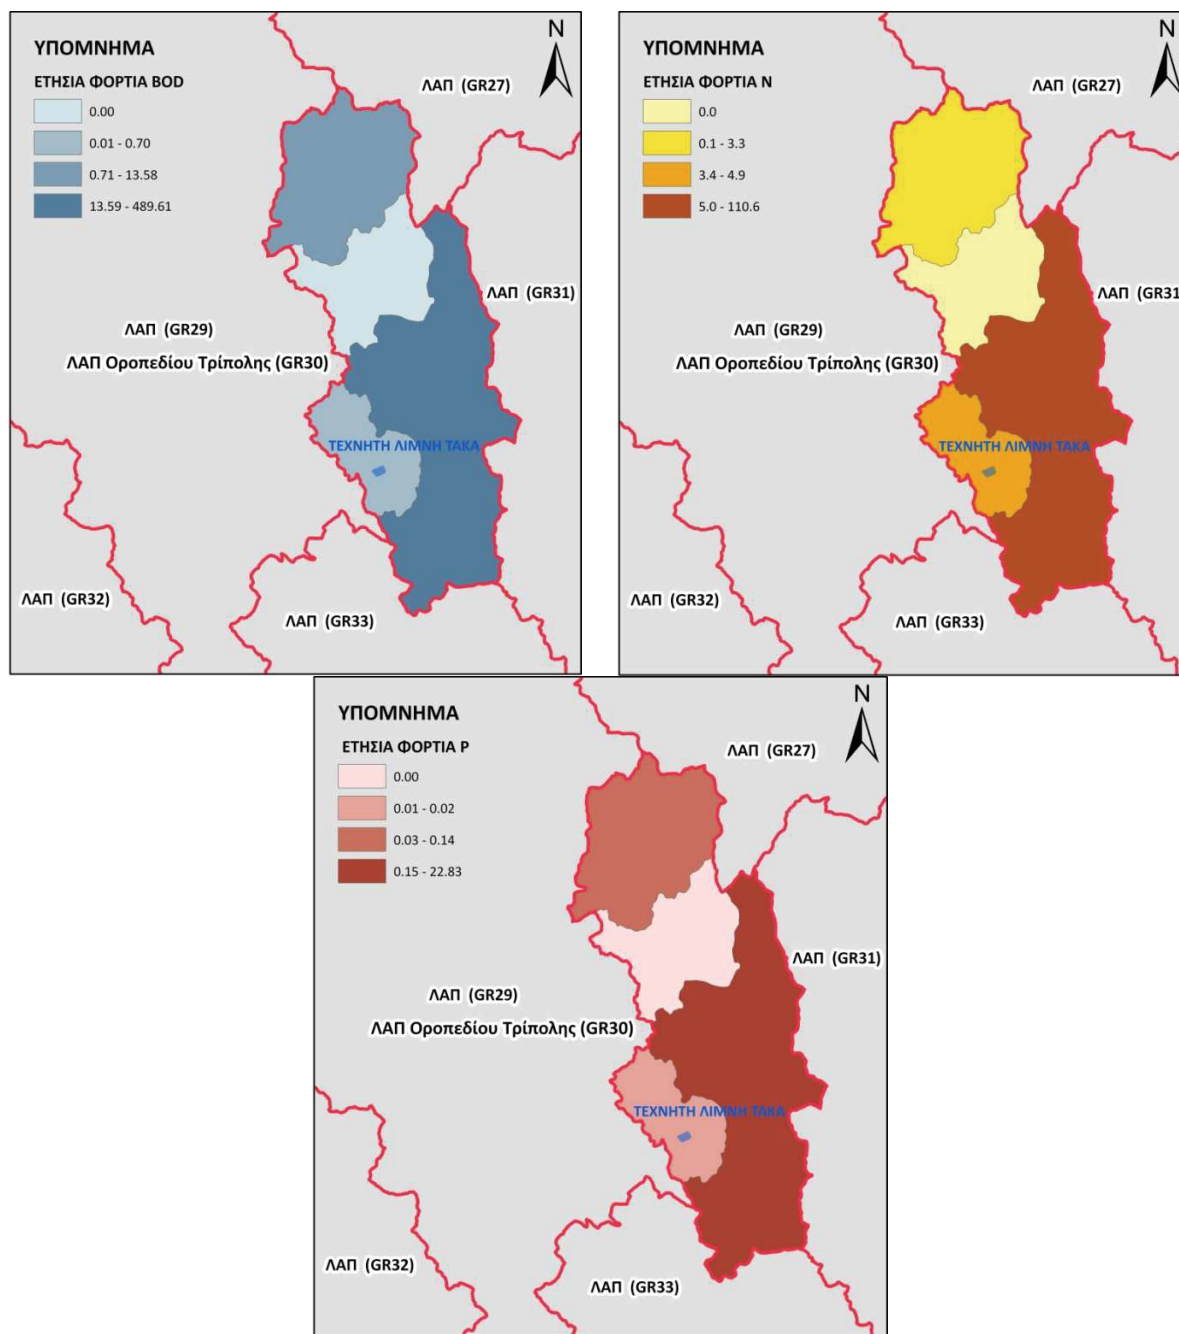 ΥΠΟΜΝΗΜΑ
ΕΤΗΣΙΑ ΦΟΡΤΙΑ BOD
0.00
0.01 - 0.70
0.71 - 13.58
13.59 - 489.61
N
ΛΑΠ (GR27)
ΛΑΠ (GR31)
ΛΑΠ (GR29)
ΛΑΠ Οροπεδίου Τρίπολης (GR30)
ΤΕΧΝΗΤΗ ΛΙΜΝΗ ΤΑΚΑ
ΛΑΠ (GR32)
ΛΑΠ (GR33)
ΥΠΟΜΝΗΜΑ
ΕΤΗΣΙΑ ΦΟΡΤΙΑ N
0.0
0.1 - 3.3
3.4 - 4.9
5.0 - 110.6
N
ΛΑΠ (GR27)
ΛΑΠ (GR31
ΛΑΠ (GR29)
ΛΑΠ Οροπεδίου Τρίπολης (GR30)
ΤΕΧΝΗΤΗ ΛΙΜΝΗ ΤΑΚΑ
ΛΑΠ (GR32)
ΛΑΠ (GR33)
ΥΠΟΜΝΗΜΑ
ΕΤΗΣΙΑ ΦΟΡΤΙΑ P
0.00
0.01 - 0.02
0.03 - 0.14
0.15 - 22.83
N
ΛΑΠ (GR27)
ΛΑΠ (GR31)
ΛΑΠ (GR29)
ΛΑΠ Οροπεδίου Τρίπολης (GR30)
ΤΕΧΝΗΤΗ ΛΙΜΝΗ ΤΑΚΑ
ΛΑΠ (GR32)
ΛΑΠ (GR33)